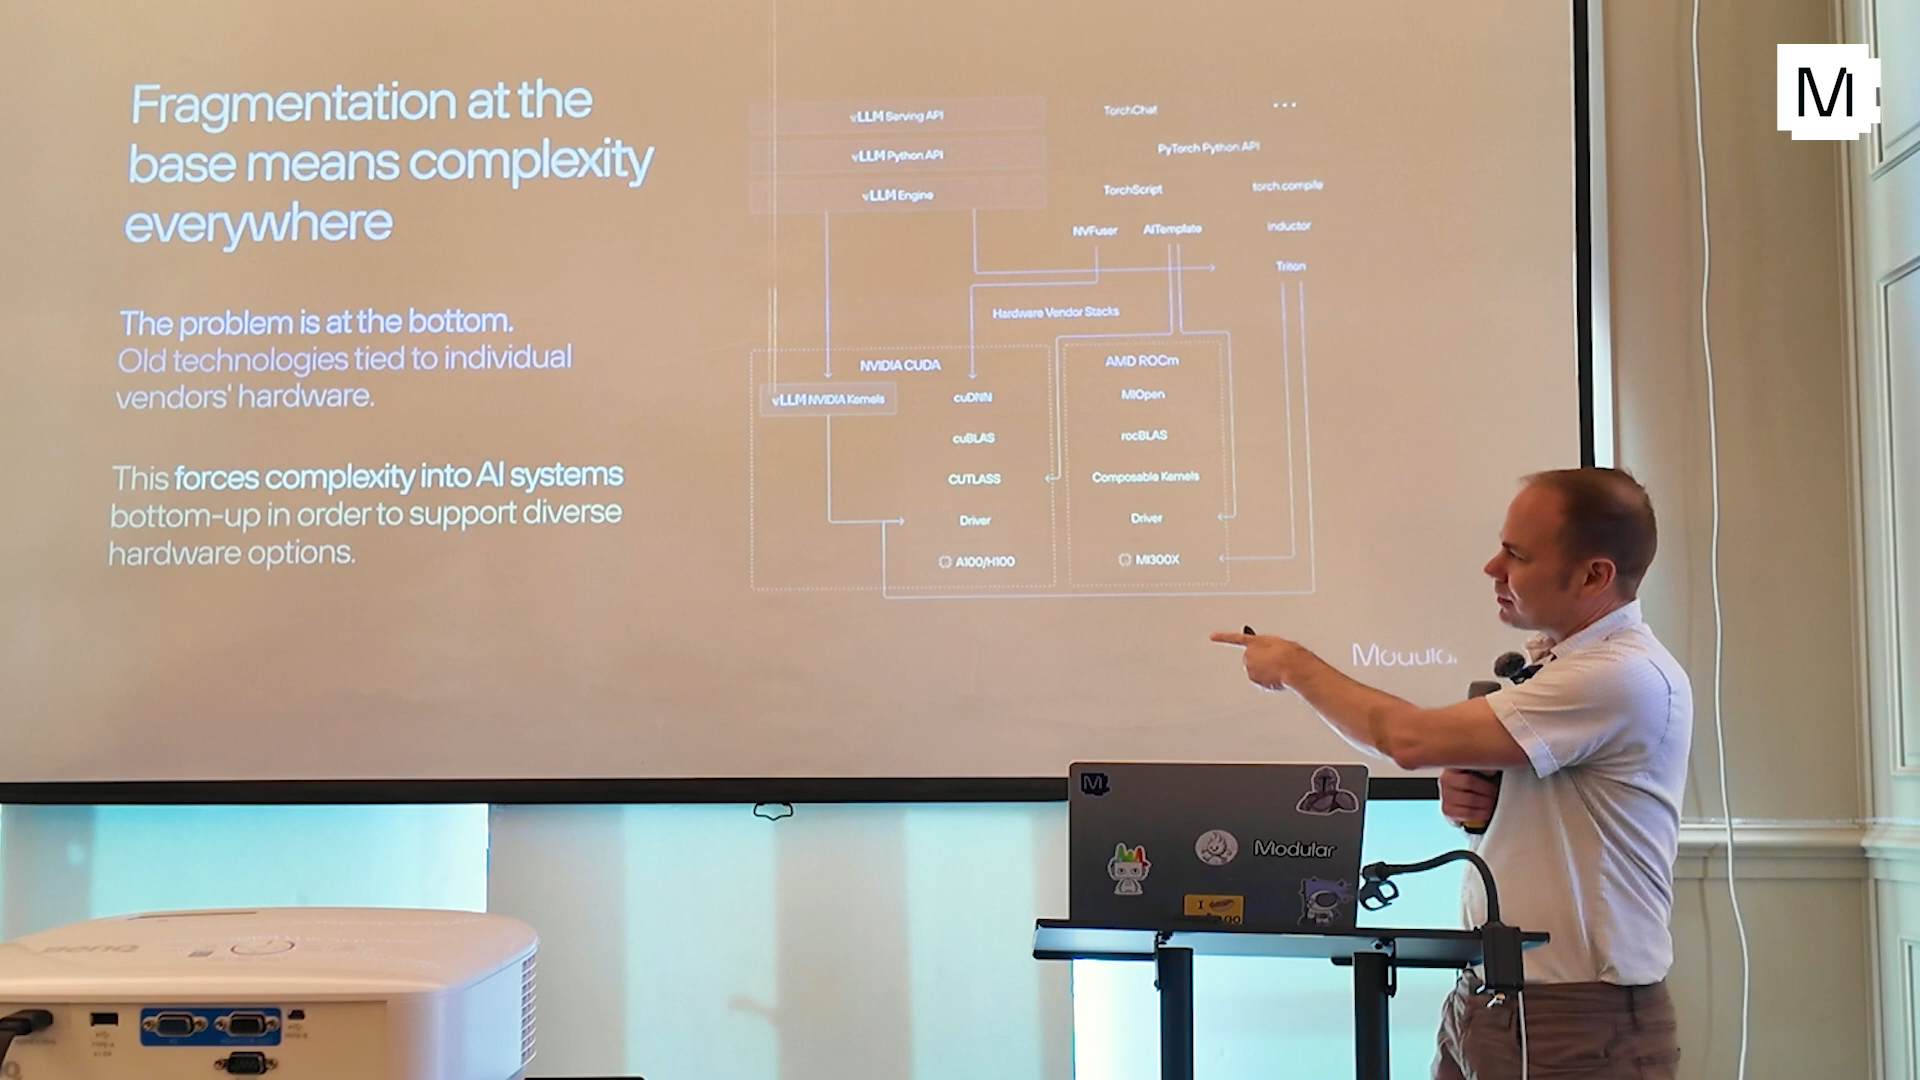 Fragmentation at the
base means complexity
everywhere
The problem is at the bottom.
Old technologies tied to individual
vendors' hardware.
This forces complexity into AI systems
bottom-up in order to support diverse
hardware options.
vLLM Serving API
vLLM Python API
vLLM Engine
TorchChat
...
PyTorch Python API
TorchScript
torch.compile
NVFuser
AITemplate
Inductor
Triton
Hardware Vendor Stacks
NVIDIA CUDA
vLLM NVIDIA Kernels
cuDNN
cuBLAS
CUTLASS
Driver
A100/H100
AMD ROCm
MIOpen
rocBLAS
Composable Kernels
Driver
MI300X
Modular
M
M
Modular
I
BenQ